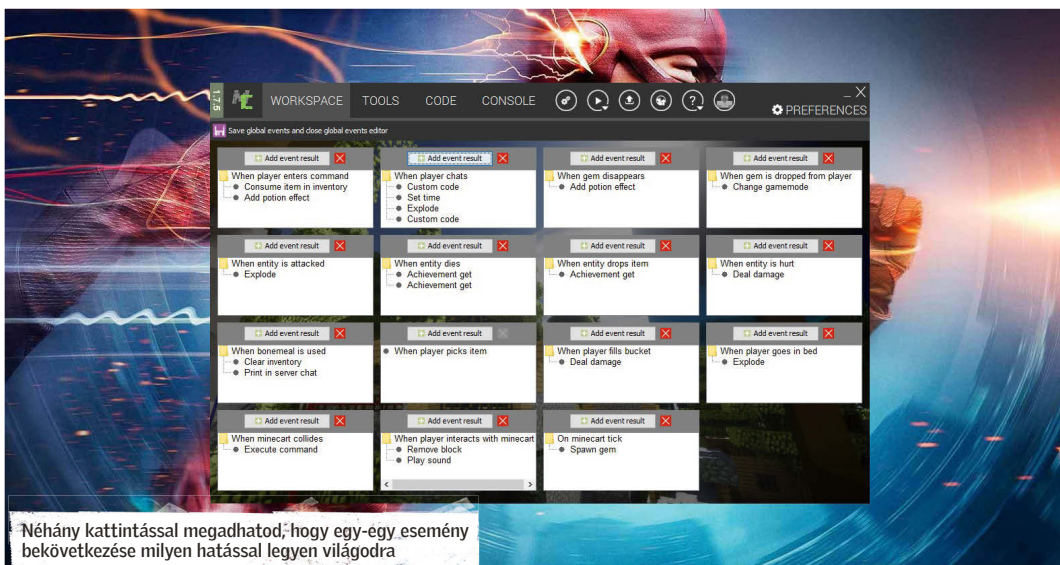 1.7.5
WORKSPACE TOOLS CODE CONSOLE ? PREFERENCES
Save global events and close global events editor
Add event result
When player enters command
Consume item in inventory
Add potion effect
Add event result
When player chats
Custom code
Set time
Explode
Custom code
Add event result
When gem disappears
Add potion effect
Add event result
When gem is dropped from player
Change gamemode
Add event result
When entity is attacked
Explode
Add event result
When entity dies
Achievement get
Achievement get
Add event result
When entity drops item
Achievement get
Add event result
When entity is hurt
Deal damage
Add event result
When bonemeal is used
Clear inventory
Print in server chat
Add event result
When player picks item
Add event result
When player fills bucket
Deal damage
Add event result
When player goes in bed
Explode
Add event result
When minecart collides
Execute command
Add event result
When player interacts with minecart
Remove block
Play sound
Add event result
On minecart tick
Spawn gem
Néhány kattintással megadhatod, hogy egy-egy esemény
bekövetkezése milyen hatással legyen világodra